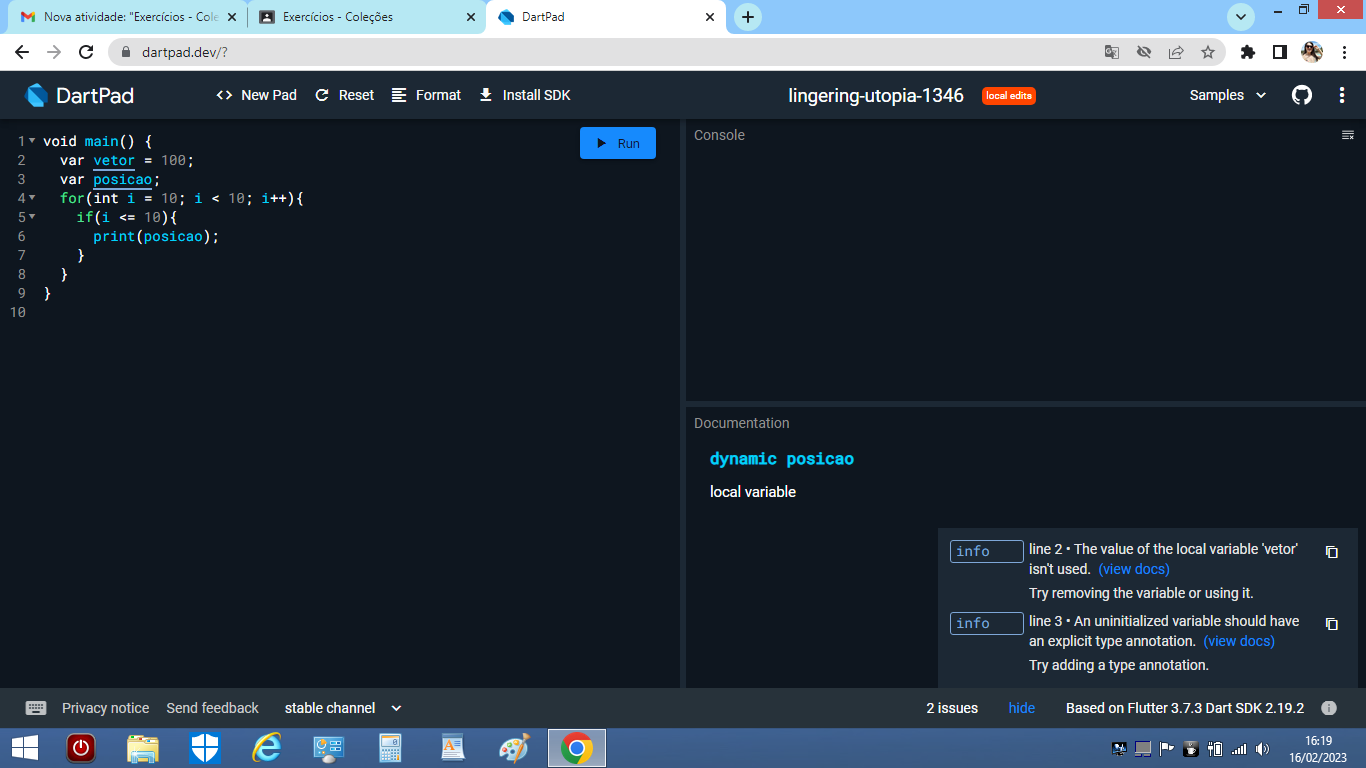 Nova atividade: "Exercícios - Cole
Exercícios - Coleções
DartPad
dartpad.dev/?
DartPad
<> New Pad
Reset
Format
Install SDK
lingering-utopia-1346
local edits
Samples
1 void main() {
2 var vetor = 100;
3 var posicao;
4 for(int i = 10; i < 10; i++){
5 if(i <= 10){
6 print(posicao);
7 }
8 }
9 }
10
Run
Console
Documentation
dynamic posicao
local variable
info line 2 • The value of the local variable 'vetor'
isn't used. (view docs)
Try removing the variable or using it.
info line 3 • An uninitialized variable should have
an explicit type annotation. (view docs)
Try adding a type annotation.
Privacy notice Send feedback stable channel
2 issues hide Based on Flutter 3.7.3 Dart SDK 2.19.2
16:19
16/02/2023